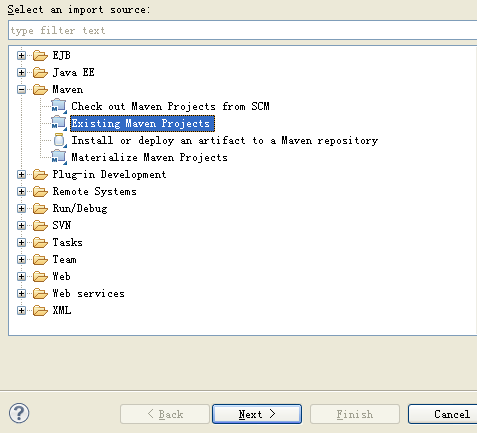 Select an import source:
type filter text
EJB
Java EE
Maven
Check out Maven Projects from SCM
Existing Maven Projects
Install or deploy an artifact to a Maven repository
Materialize Maven Projects
Plug-in Development
Remote Systems
Run/Debug
SVN
Tasks
Team
Web
Web services
XML
? < Back Next > Finish Cancel